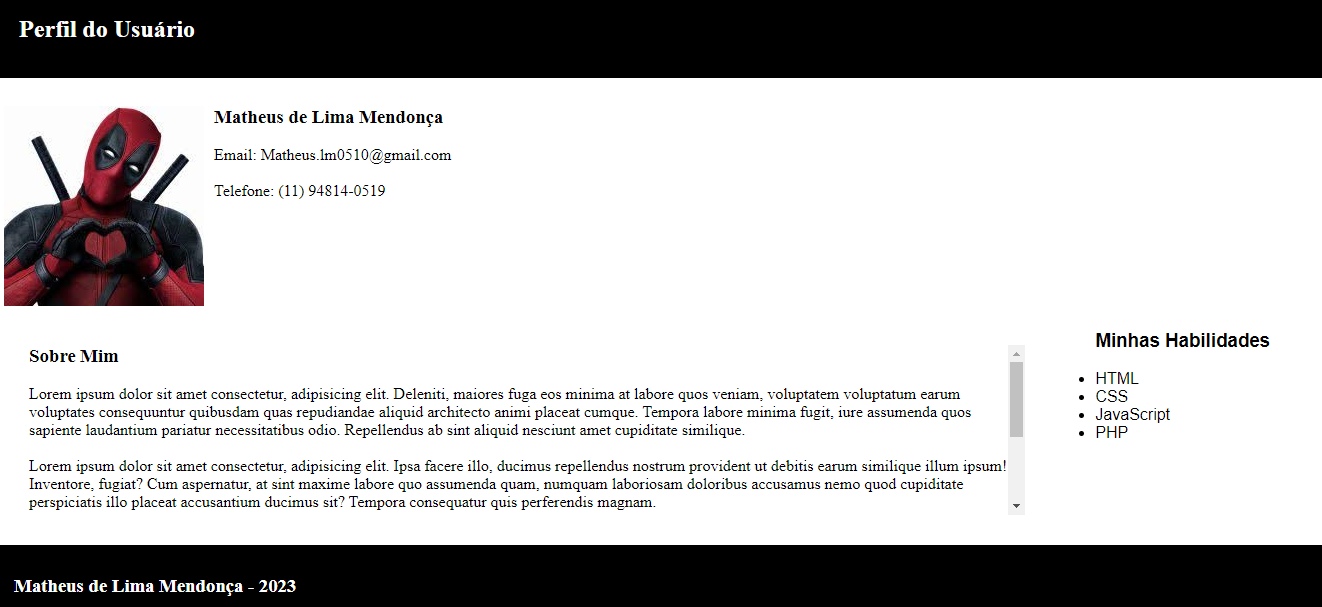 Perfil do Usuário
Matheus de Lima Mendonça
Email: Matheus.lm0510@gmail.com
Telefone: (11) 94814-0519
Sobre Mim
Lorem ipsum dolor sit amet consectetur, adipisicing elit. Deleniti, maiores fuga eos minima at labore quos veniam, voluptatem voluptatum earum
voluptates consequuntur quibusdam quas repudiandae aliquid architecto animi placeat cumque. Tempora labore minima fugit, iure assumenda quos
sapiente laudantium pariatur necessitatibus odio. Repellendus ab sint aliquid nesciunt amet cupiditate similique.
Lorem ipsum dolor sit amet consectetur, adipisicing elit. Ipsa facere illo, ducimus repellendus nostrum provident ut debitis earum similique illum ipsum!
Inventore, fugiat? Cum aspernatur, at sint maxime labore quo assumenda quam, numquam laboriosam doloribus accusamus nemo quod cupiditate
perspiciatis illo placeat accusantium ducimus sit? Tempora consequatur quis perferendis magnam.
Minhas Habilidades
HTML
CSS
JavaScript
PHP
Matheus de Lima Mendonça - 2023